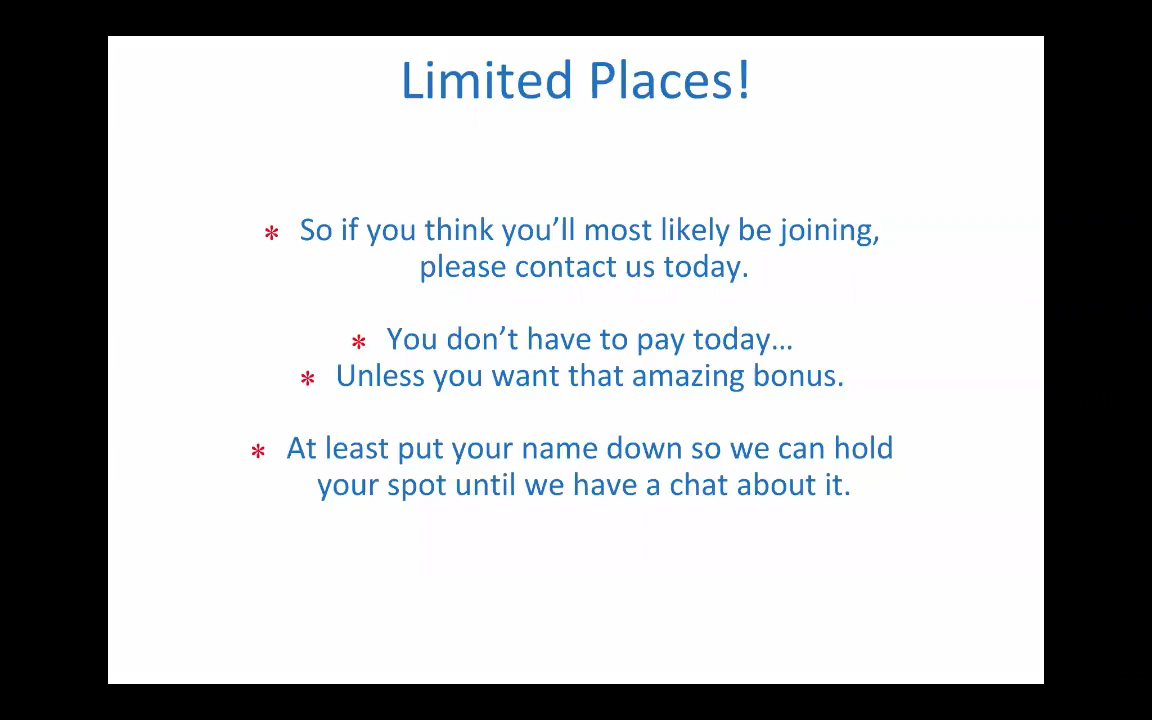 Limited Places!
* So if you think you’ll most likely be joining,
please contact us today.
* You don’t have to pay today…
* Unless you want that amazing bonus.
* At least put your name down so we can hold
your spot until we have a chat about it.